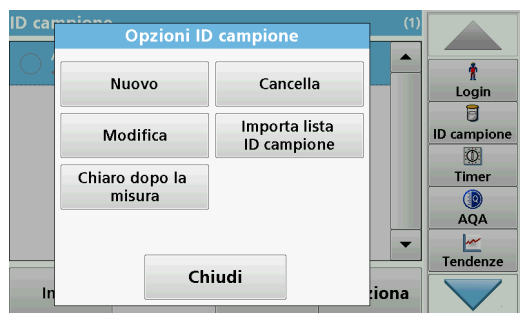 ID campione
(1)
Opzioni ID campione
Nuovo
Cancella
Modifica
Importa lista
ID campione
Chiaro dopo la
misura
Chiudi
Login
ID campione
Timer
AQA
Tendenze